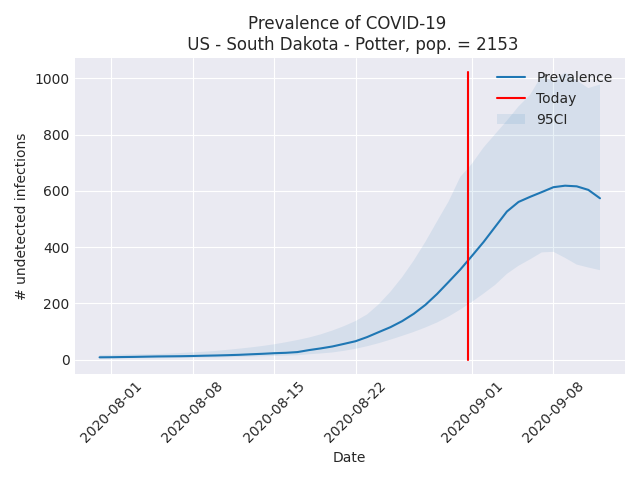 Prevalence of COVID-19
US - South Dakota - Potter, pop. = 2153
Prevalence
Today
95CI
# undetected infections
1000
800
600
400
200
0
2020-08-01
2020-08-08
2020-08-15
2020-08-22
2020-09-01
2020-09-08
Date